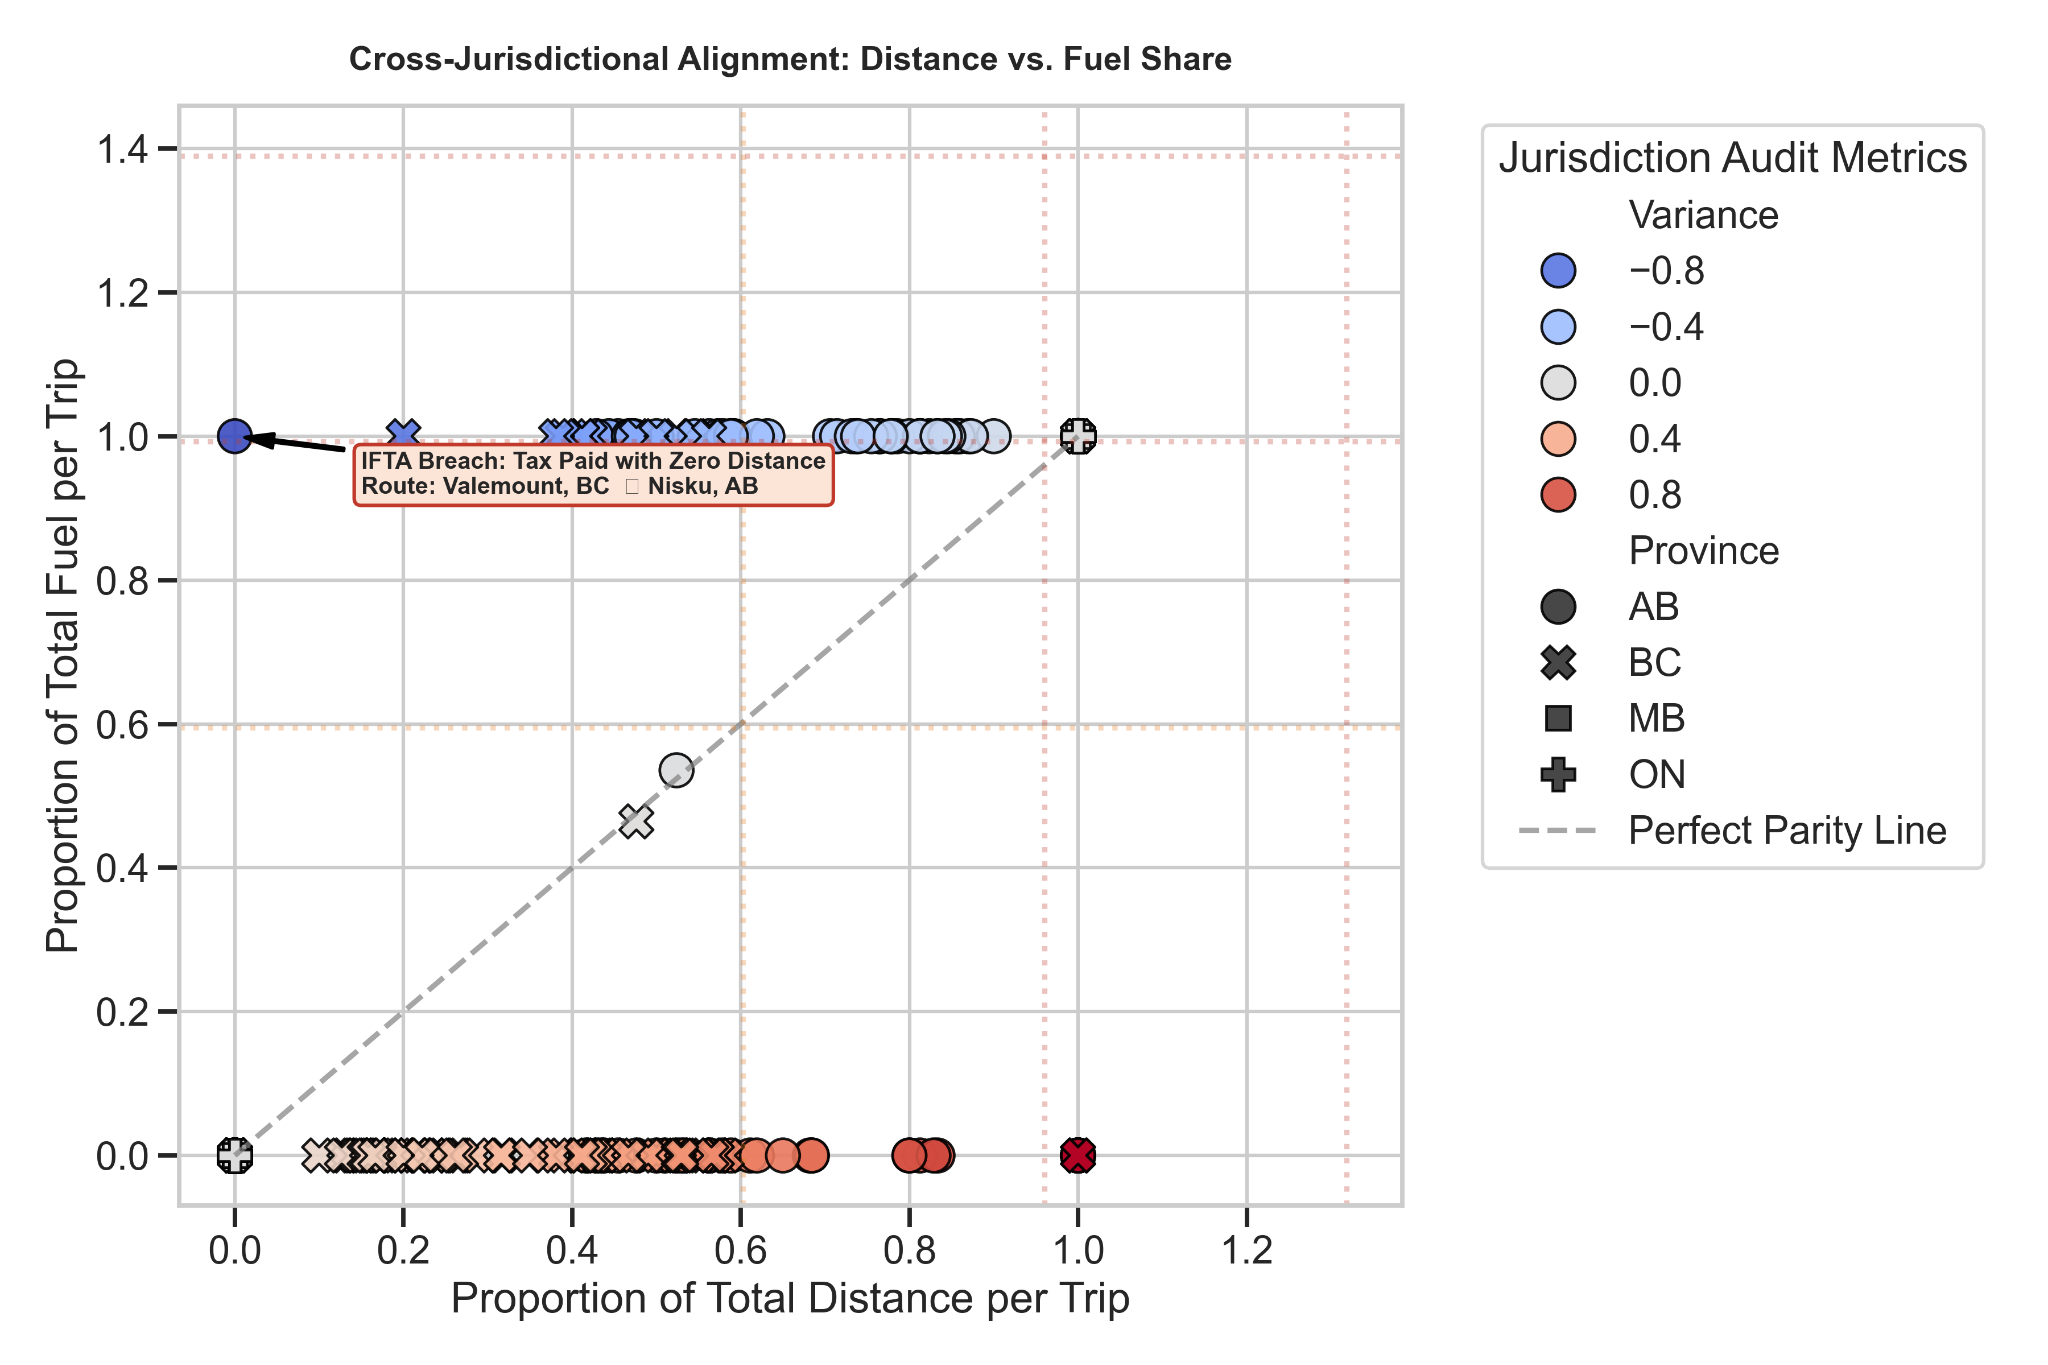 Cross-Jurisdictional Alignment: Distance vs. Fuel Share
Proportion of Total Fuel per Trip
1.4
1.2
1.0
0.8
0.6
0.4
0.2
0.0
IFTA Breach: Tax Paid with Zero Distance
Route: Valemount, BC □ Nisku, AB
0.0 0.2 0.4 0.6 0.8 1.0 1.2
Proportion of Total Distance per Trip
Jurisdiction Audit Metrics
Variance
−0.8
−0.4
0.0
0.4
0.8
Province
AB
BC
MB
ON
Perfect Parity Line